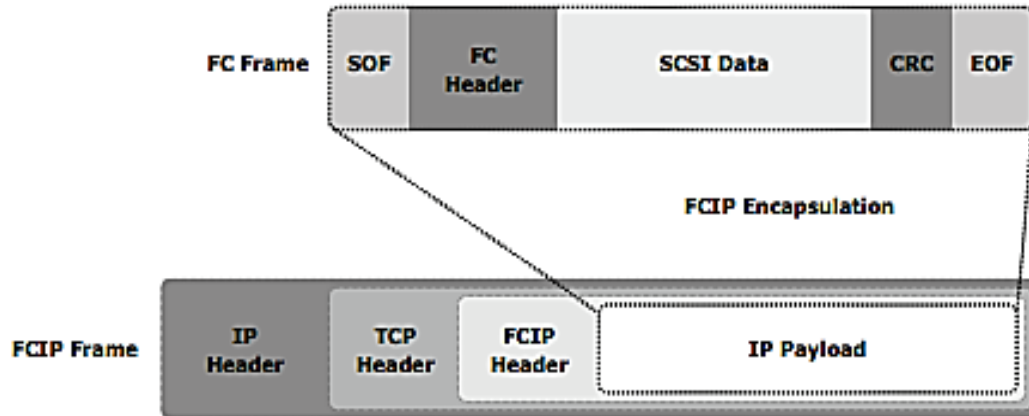 FC Frame
SOF
FC
Header
SCSI Data
CRC
EOF
FCIP Encapsulation
FCIP Frame
IP
Header
TCP
Header
FCIP
Header
IP Payload